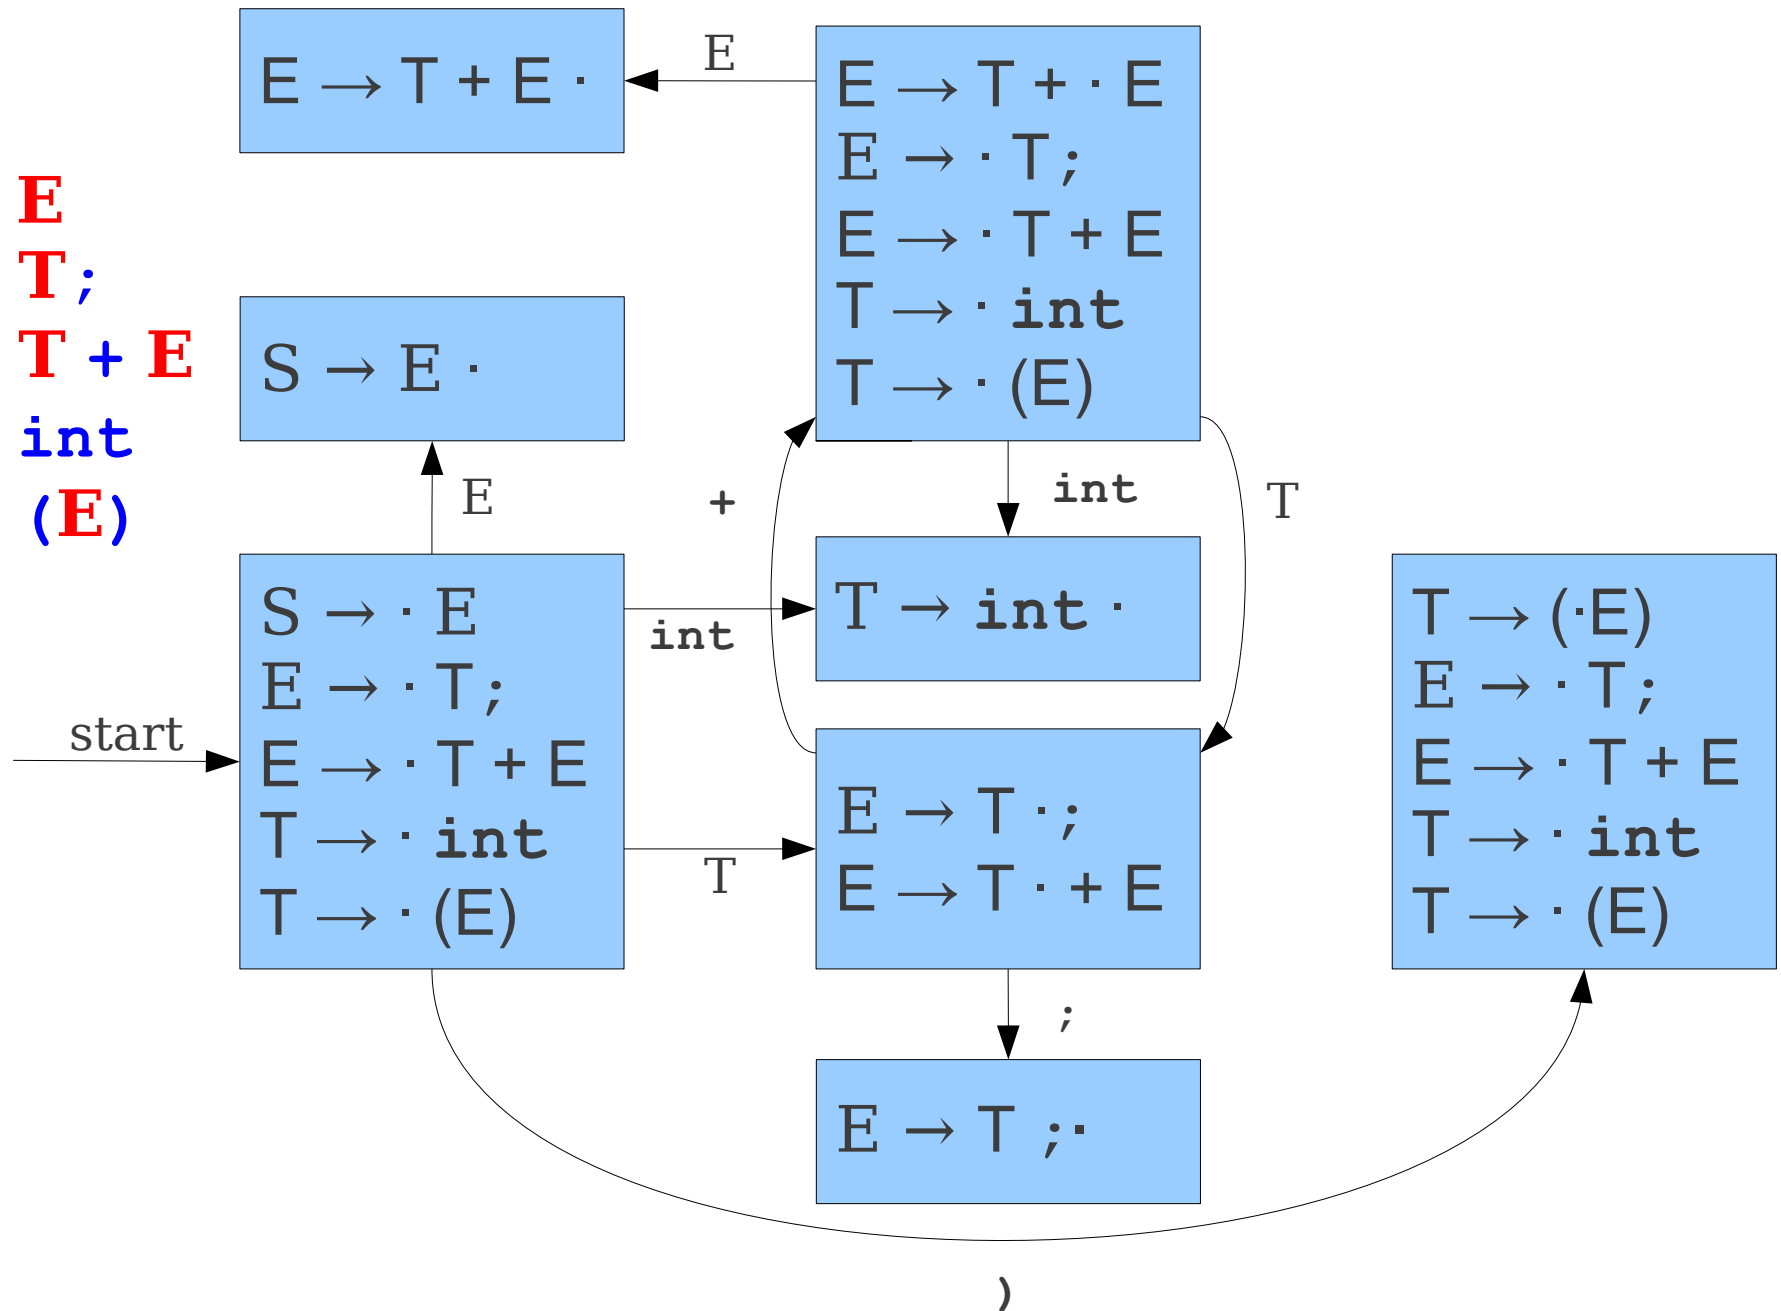 E → T + E ·
E
E → T + · E
E → · T ;
E → · T + E
T → · int
T → · (E)
E
T ;
T + E
int
(E)
S → E ·
E
+
int
T
S → · E
E → · T ;
E → · T + E
T → · int
T → · (E)
start
int
T
T → int ·
E → T · ;
E → T · + E
;
E → T ; ·
T → (·E)
E → · T ;
E → · T + E
T → · int
T → · (E)
)